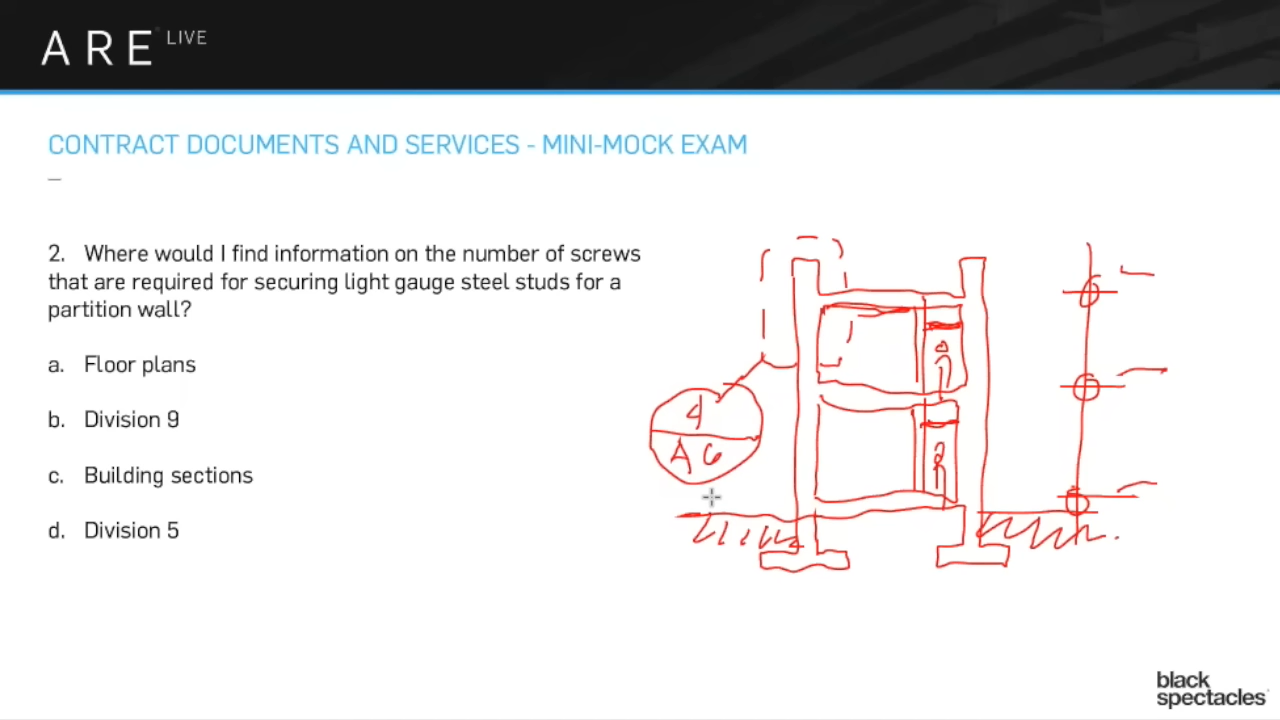 ARE LIVE
CONTRACT DOCUMENTS AND SERVICES - MINI-MOCK EXAM
2. Where would I find information on the number of screws
that are required for securing light gauge steel studs for a
partition wall?
a. Floor plans
b. Division 9
c. Building sections
d. Division 5
4
A6
black
spectacles